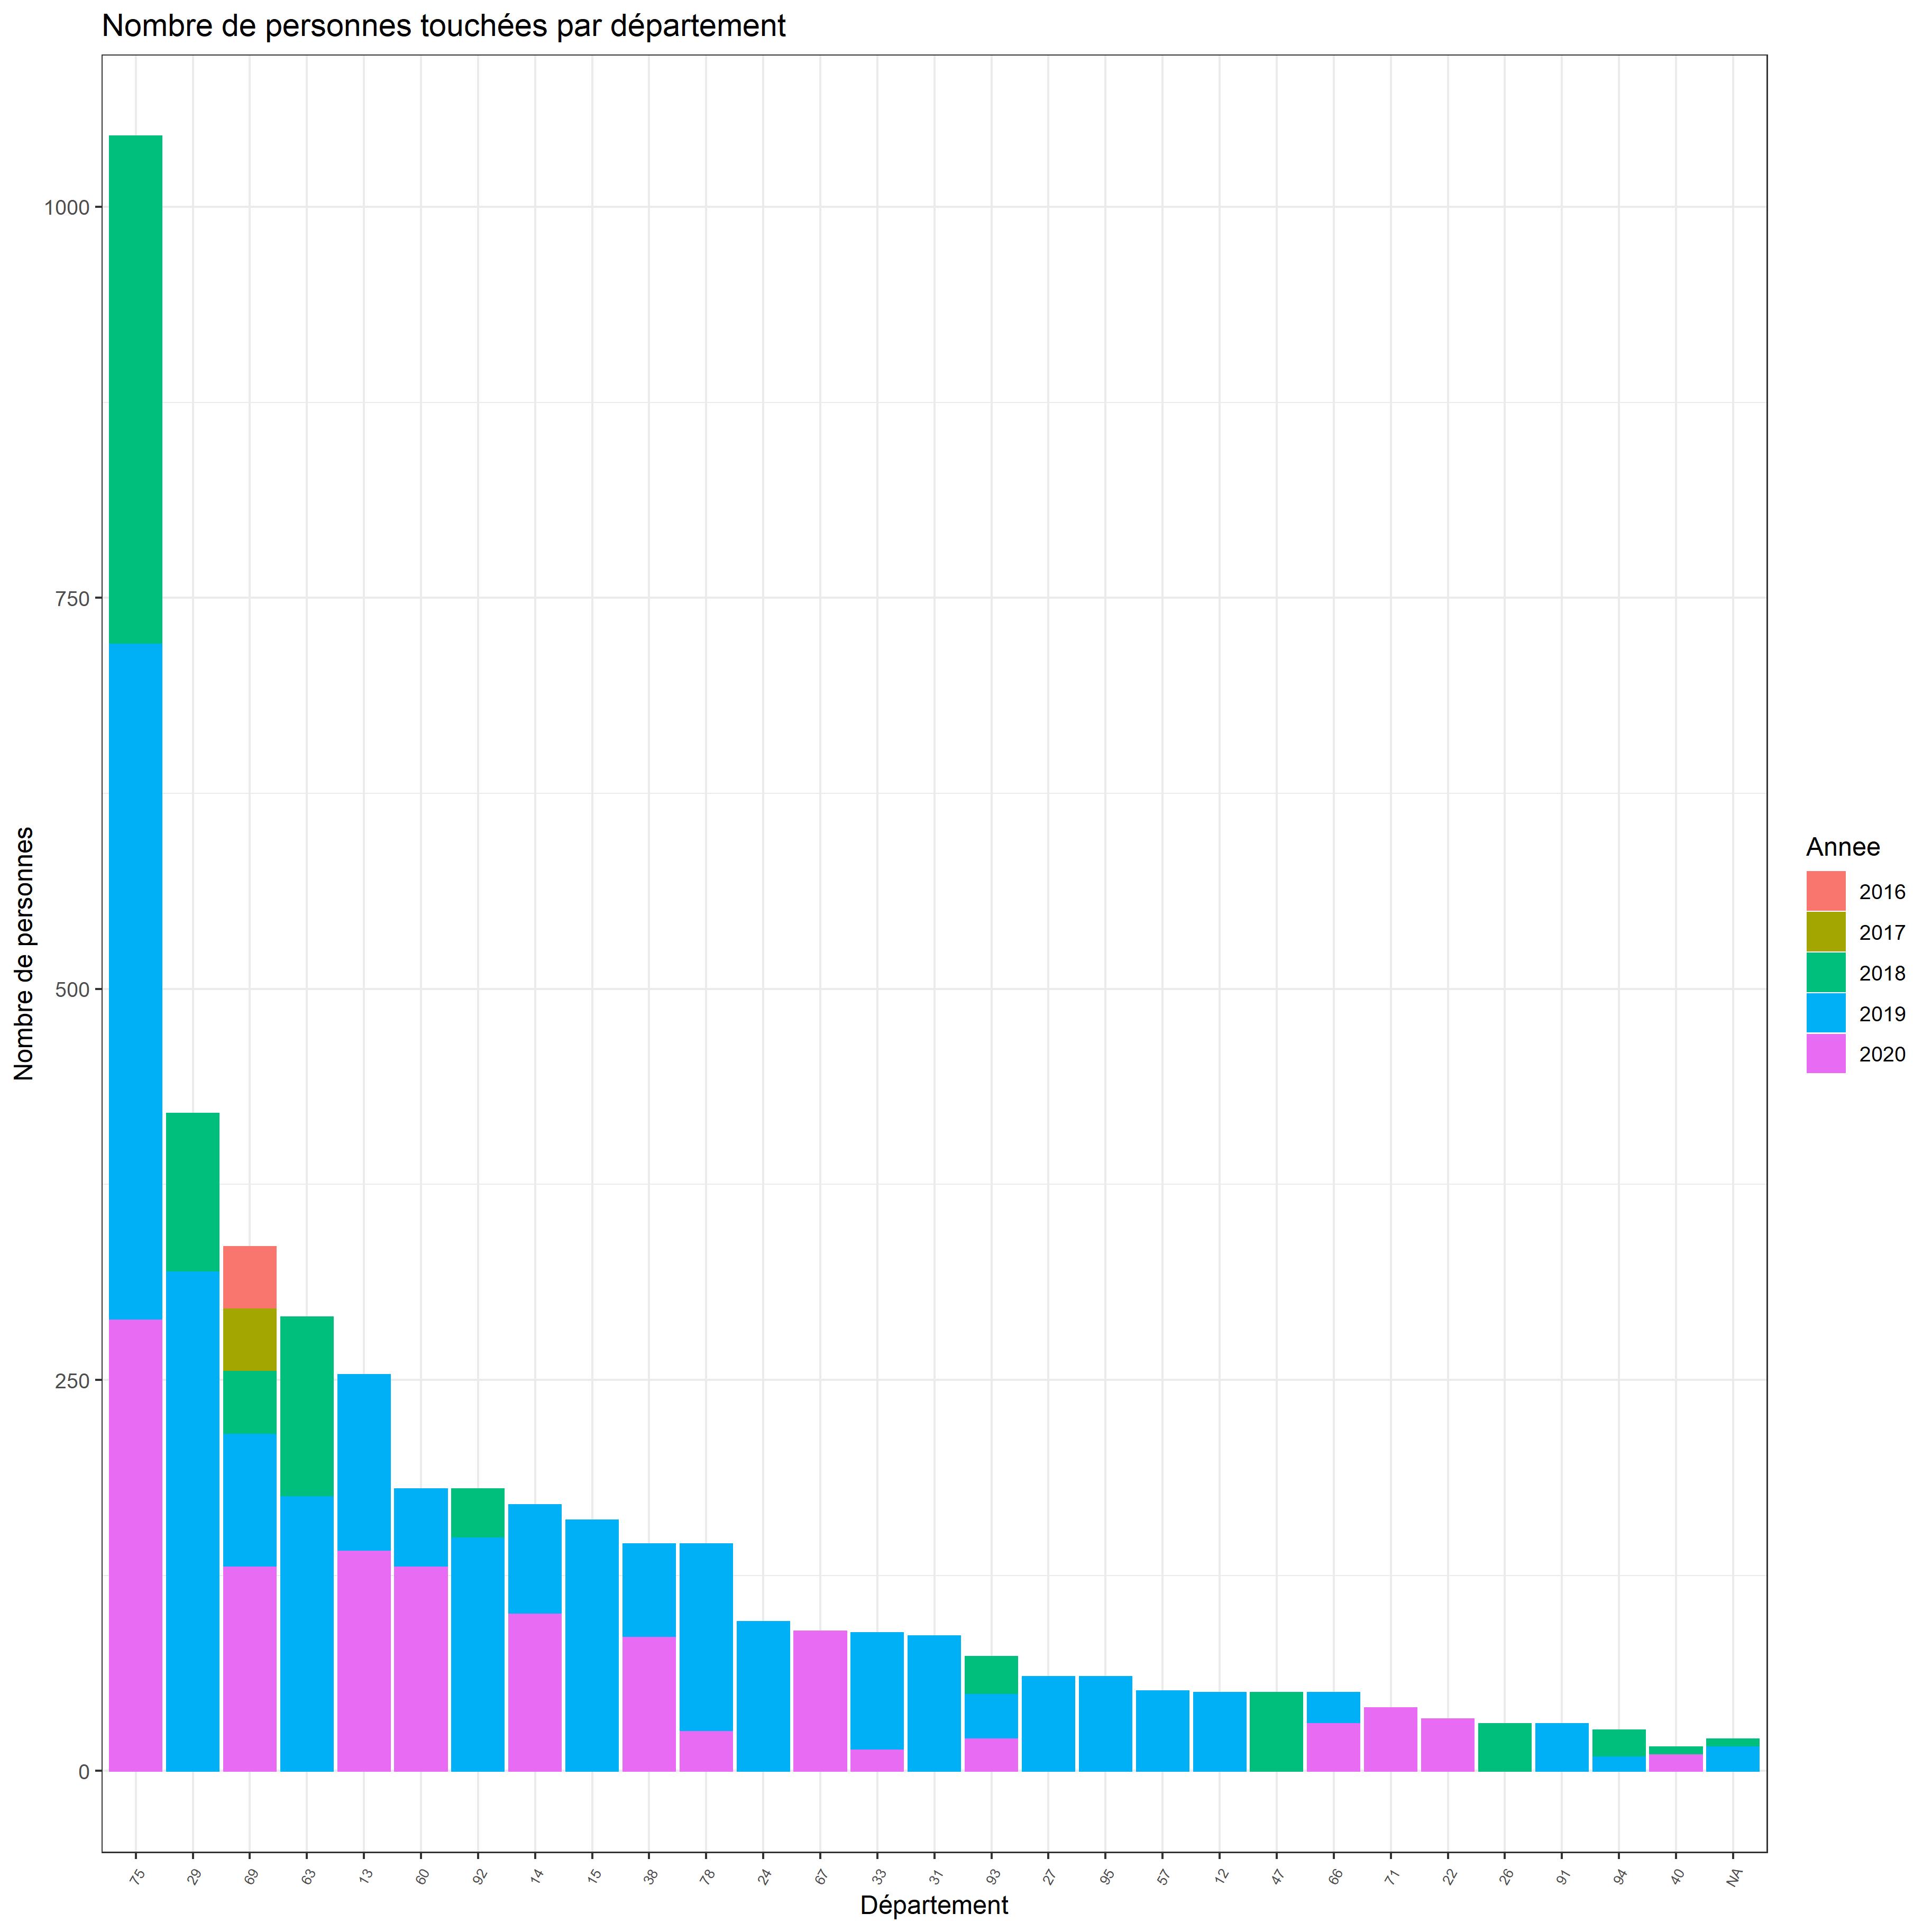 Nombre de personnes touchées par département
Nombre de personnes
1000
750
500
250
0
75 29 69 63 13 60 92 14 15 38 78 24 67 33 31 93 27 95 57 12 47 66 71 22 26 91 94 40 NA
Département
Annee
2016
2017
2018
2019
2020